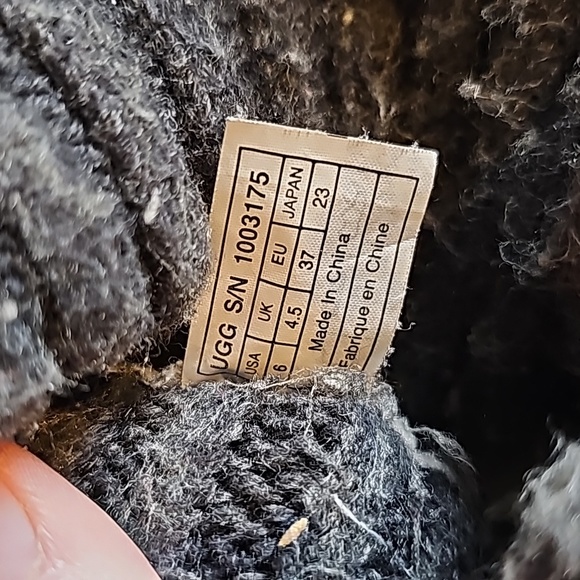 UGG S/N 1003175
USA UK EU JAPAN
6 4.5 37 23
Made In China
Fabrique en Chine